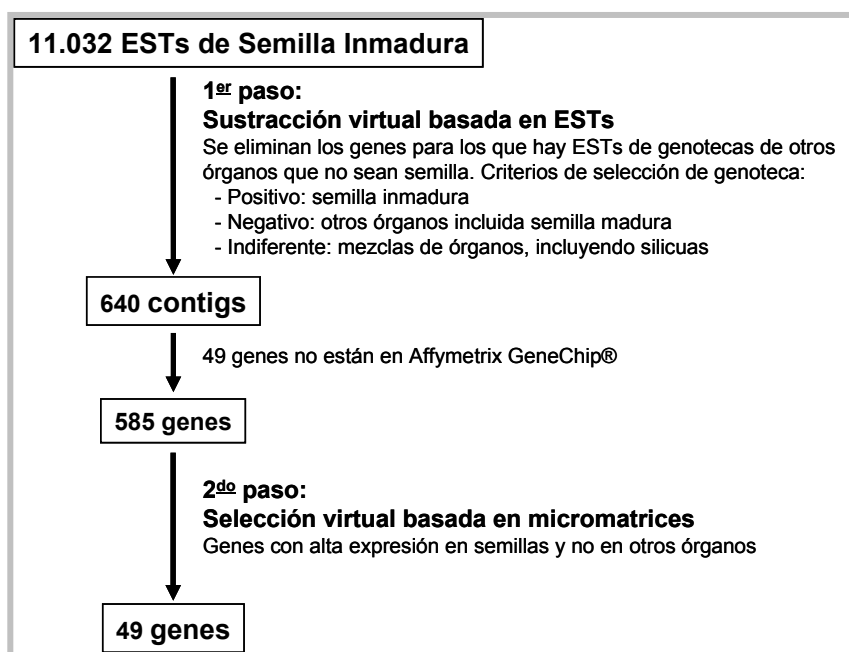 11.032 ESTs de Semilla Inmadura
1er paso:
Sustracción virtual basada en ESTs
Se eliminan los genes para los que hay ESTs de genotecas de otros
órganos que no sean semilla. Criterios de selección de genoteca:
- Positivo: semilla inmadura
- Negativo: otros órganos incluida semilla madura
- Indiferente: mezclas de órganos, incluyendo silicuas
640 contigs
49 genes no están en Affymetrix GeneChip®
585 genes
2do paso:
Selección virtual basada en micromatrices
Genes con alta expresión en semillas y no en otros órganos
49 genes